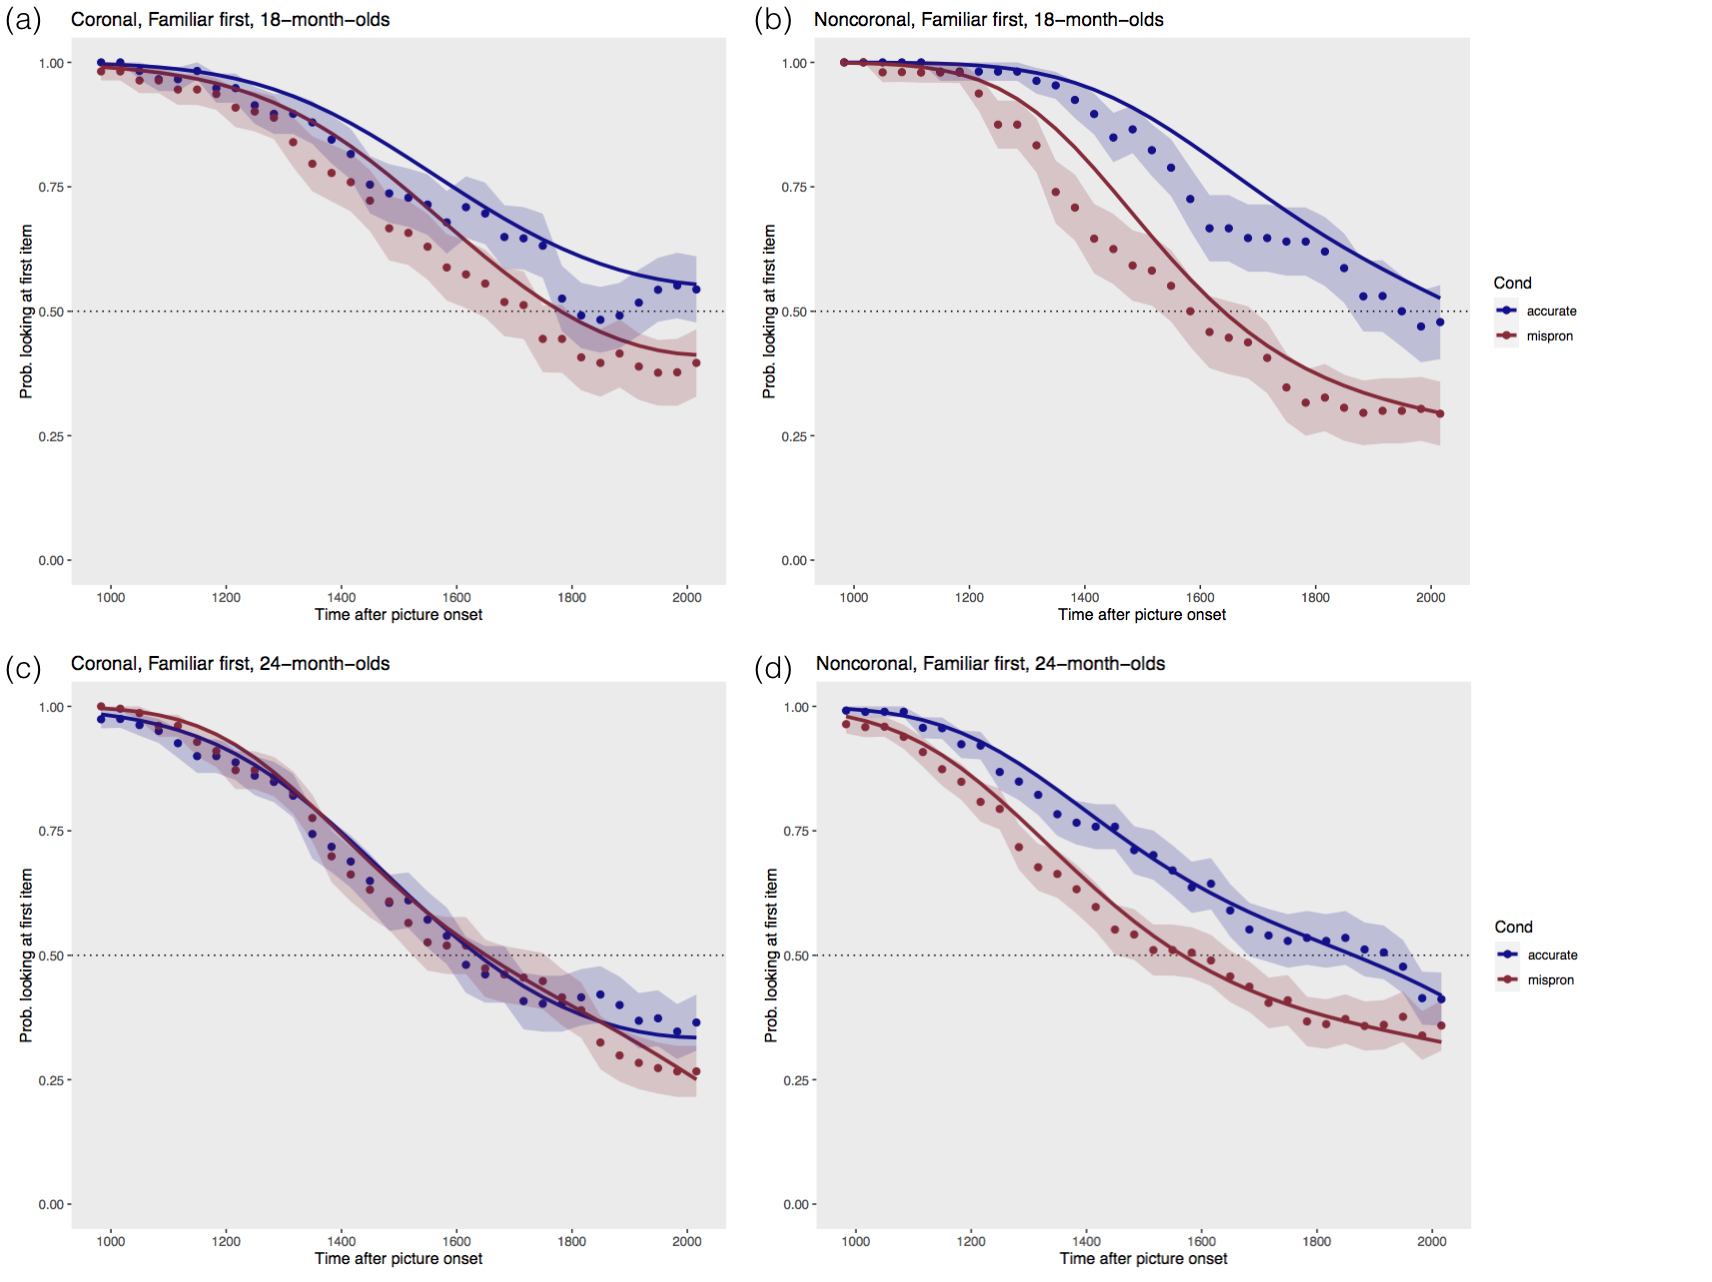 (a)
Coronal, Familiar first, 18−month−olds
1.00
0.75
0.50
0.25
0.00
Prob. looking at first item
1000 1200 1400 1600 1800 2000
Time after picture onset
(b)
Noncoronal, Familiar first, 18−month−olds
1.00
0.75
0.50
0.25
0.00
Prob. looking at first item
1000 1200 1400 1600 1800 2000
Time after picture onset
Cond
accurate
mispron
(c)
Coronal, Familiar first, 24−month−olds
1.00
0.75
0.50
0.25
0.00
Prob. looking at first item
1000 1200 1400 1600 1800 2000
Time after picture onset
(d)
Noncoronal, Familiar first, 24−month−olds
1.00
0.75
0.50
0.25
0.00
Prob. looking at first item
1000 1200 1400 1600 1800 2000
Time after picture onset
Cond
accurate
mispron